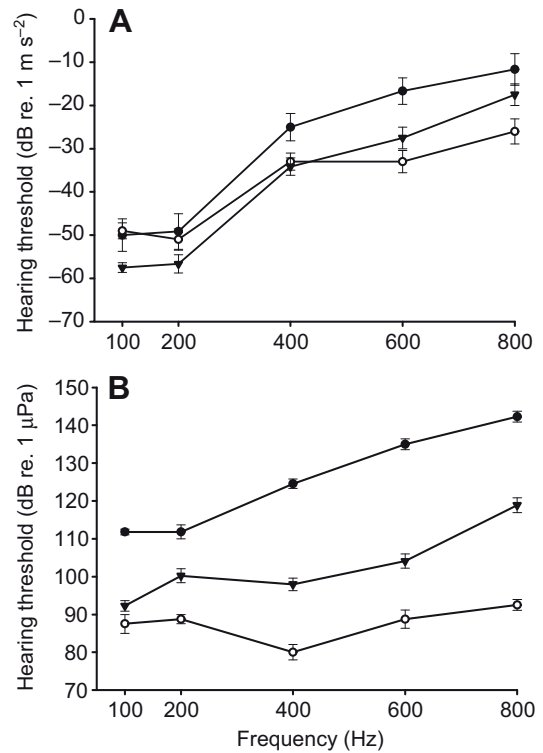 A
Hearing threshold (dB re. 1 m s⁻²)
0
–10
–20
–30
–40
–50
–60
–70
100 200 400 600 800
B
Hearing threshold (dB re. 1 μPa)
150
140
130
120
110
100
90
80
70
100 200 400 600 800
Frequency (Hz)